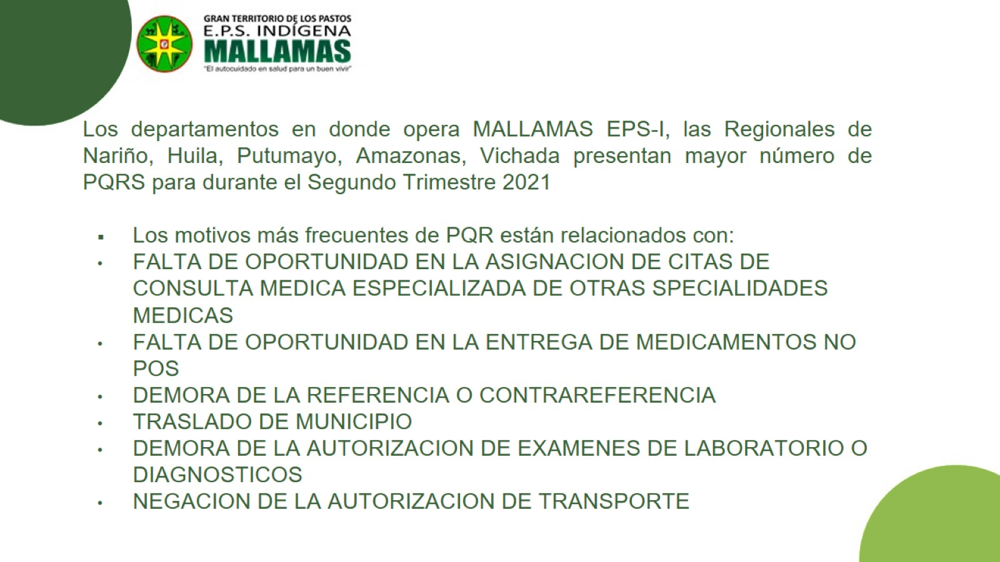 GRAN TERRITORIO DE LOS PASTOS
E.P.S. INDÍGENA
MALLAMAS
"El autocuidado en salud para un buen vivir"
Los departamentos en donde opera MALLAMAS EPS-I, las Regionales de
Nariño, Huila, Putumayo, Amazonas, Vichada presentan mayor número de
PQRS para durante el Segundo Trimestre 2021
▪ Los motivos más frecuentes de PQR están relacionados con:
• FALTA DE OPORTUNIDAD EN LA ASIGNACION DE CITAS DE
CONSULTA MEDICA ESPECIALIZADA DE OTRAS SPECIALIDADES
MEDICAS
• FALTA DE OPORTUNIDAD EN LA ENTREGA DE MEDICAMENTOS NO
POS
• DEMORA DE LA REFERENCIA O CONTRAREFERENCIA
• TRASLADO DE MUNICIPIO
• DEMORA DE LA AUTORIZACION DE EXAMENES DE LABORATORIO O
DIAGNOSTICOS
• NEGACION DE LA AUTORIZACION DE TRANSPORTE